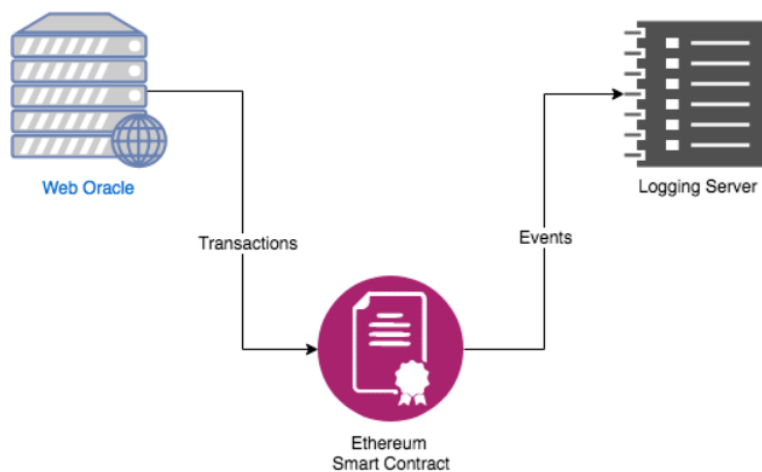 Web Oracle
Logging Server
Transactions
Events
Ethereum
Smart Contract